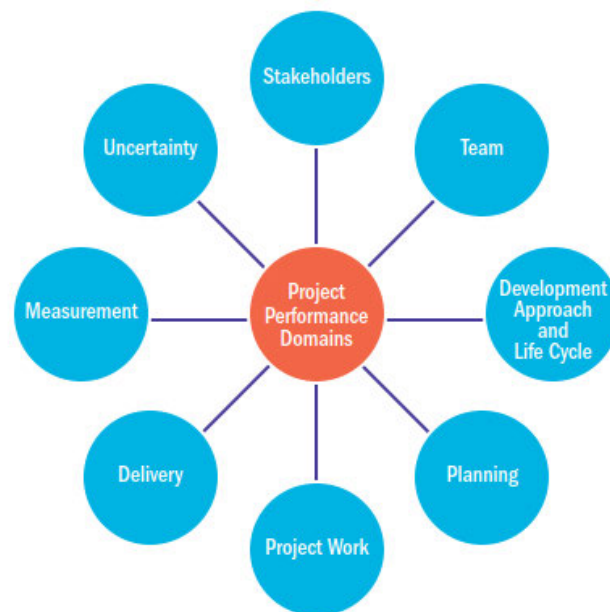 Stakeholders
Team
Development
Approach
and
Life Cycle
Planning
Project Work
Delivery
Measurement
Uncertainty
Project
Performance
Domains